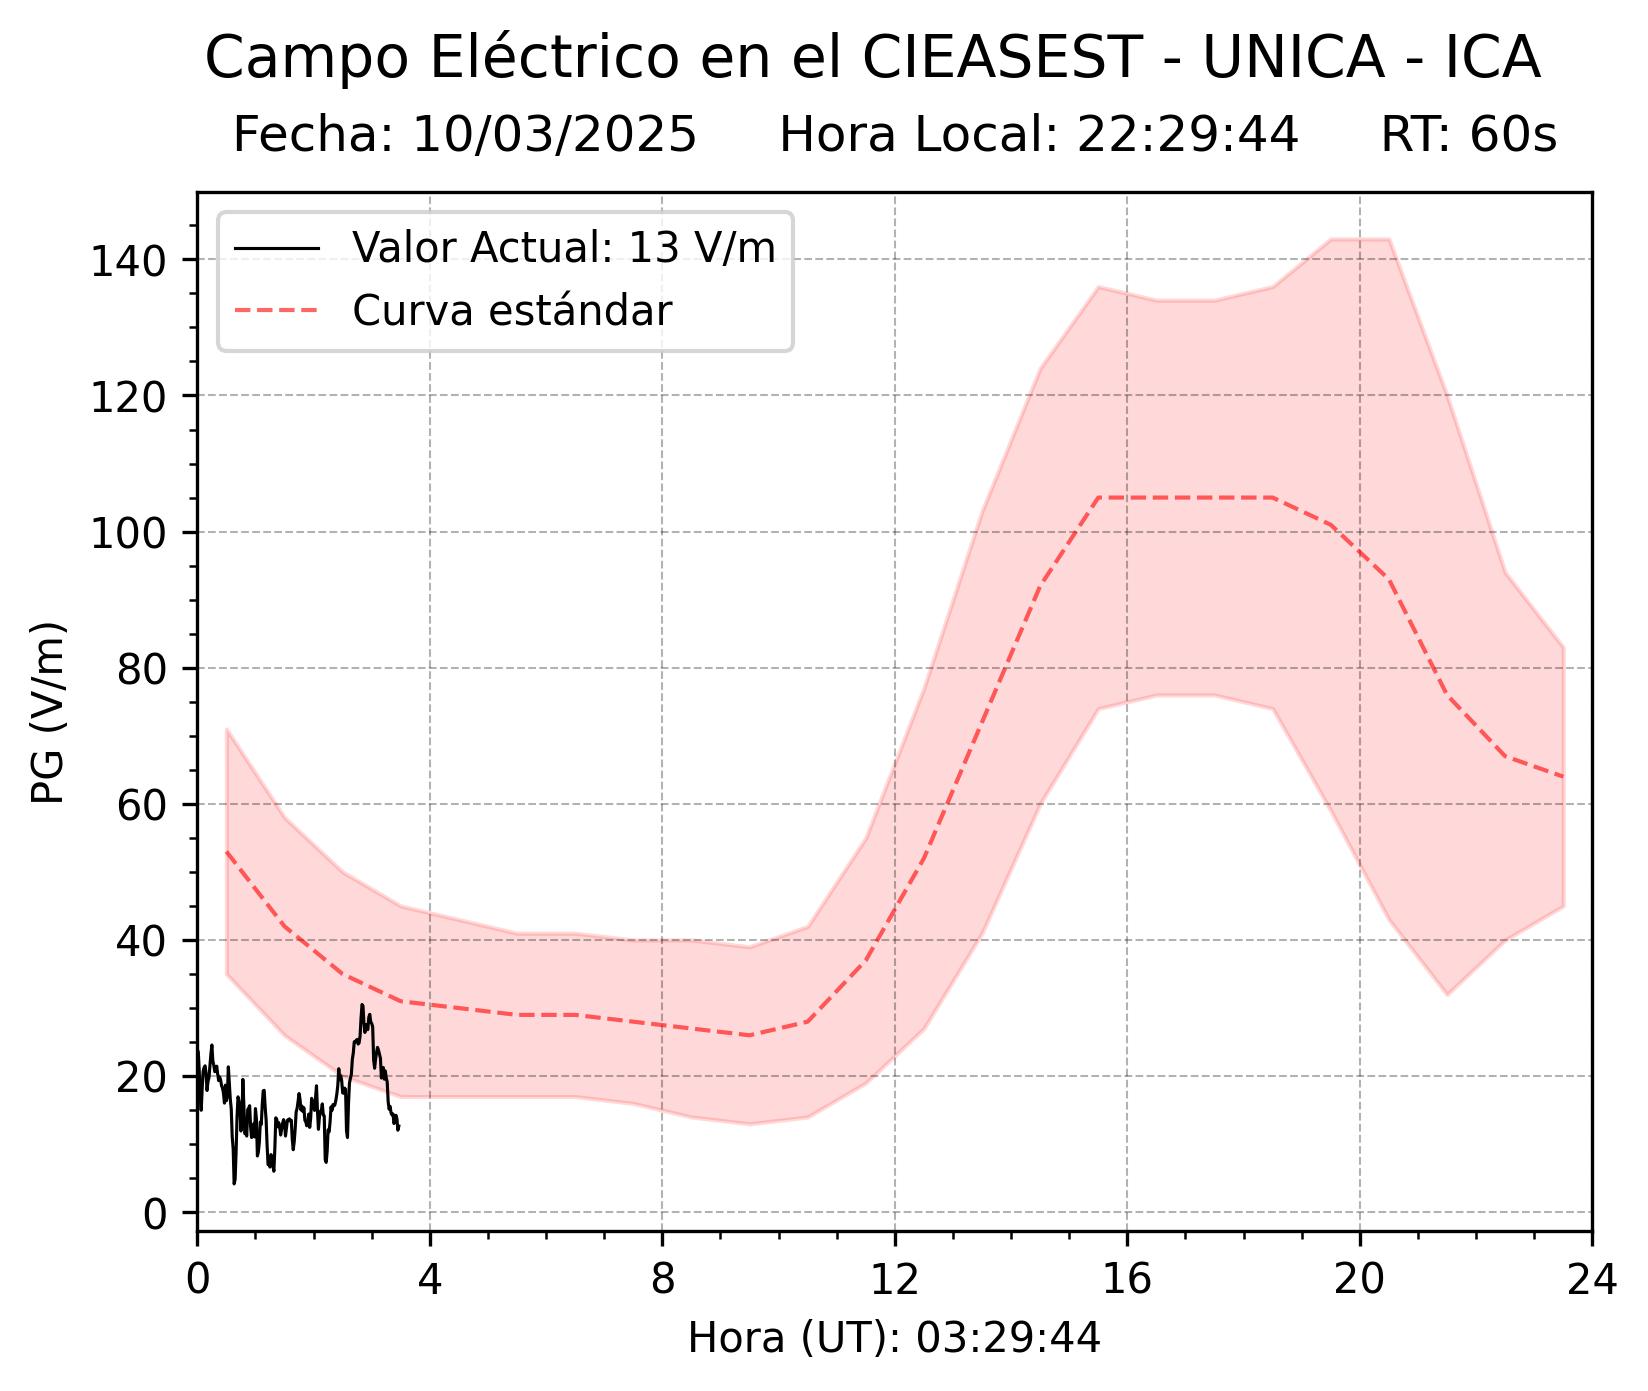 Campo Eléctrico en el CIEASEST - UNICA - ICA
Fecha: 10/03/2025 Hora Local: 22:29:44 RT: 60s
Valor Actual: 13 V/m
Curva estándar
PG (V/m)
140
120
100
80
60
40
20
0
0 4 8 12 16 20 24
Hora (UT): 03:29:44